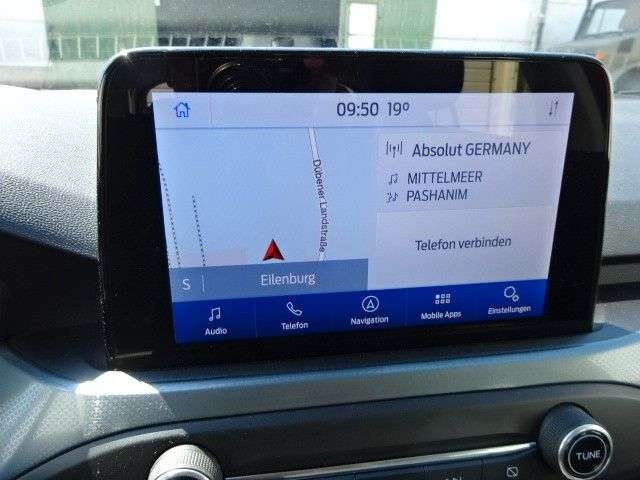 09:50 19°
Absolut GERMANY
MITTELMEER
PASHANIM
Dübener Landstraße
Telefon verbinden
S
Eilenburg
Audio
Telefon
Navigation
Mobile Apps
Einstellungen
TUNE